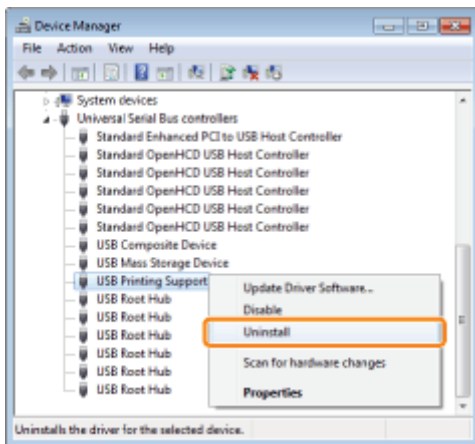 Device Manager
File Action View Help
System devices
Universal Serial Bus controllers
Standard Enhanced PCI to USB Host Controller
Standard OpenHCD USB Host Controller
Standard OpenHCD USB Host Controller
Standard OpenHCD USB Host Controller
Standard OpenHCD USB Host Controller
Standard OpenHCD USB Host Controller
USB Composite Device
USB Mass Storage Device
USB Printing Support
Update Driver Software...
USB Root Hub
Disable
USB Root Hub
Uninstall
USB Root Hub
Scan for hardware changes
USB Root Hub
USB Root Hub
Properties
USB Root Hub
Uninstalls the driver for the selected device.